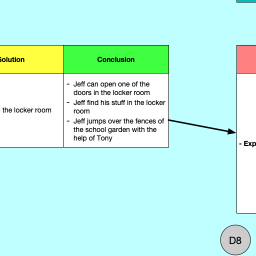 Solution
Conclusion
the locker room
- Jeff can open one of the
doors in the locker room
- Jeff find his stuff in the locker
room
- Jeff jumps over the fences of
the school garden with the
help of Tony
- Exp
D8